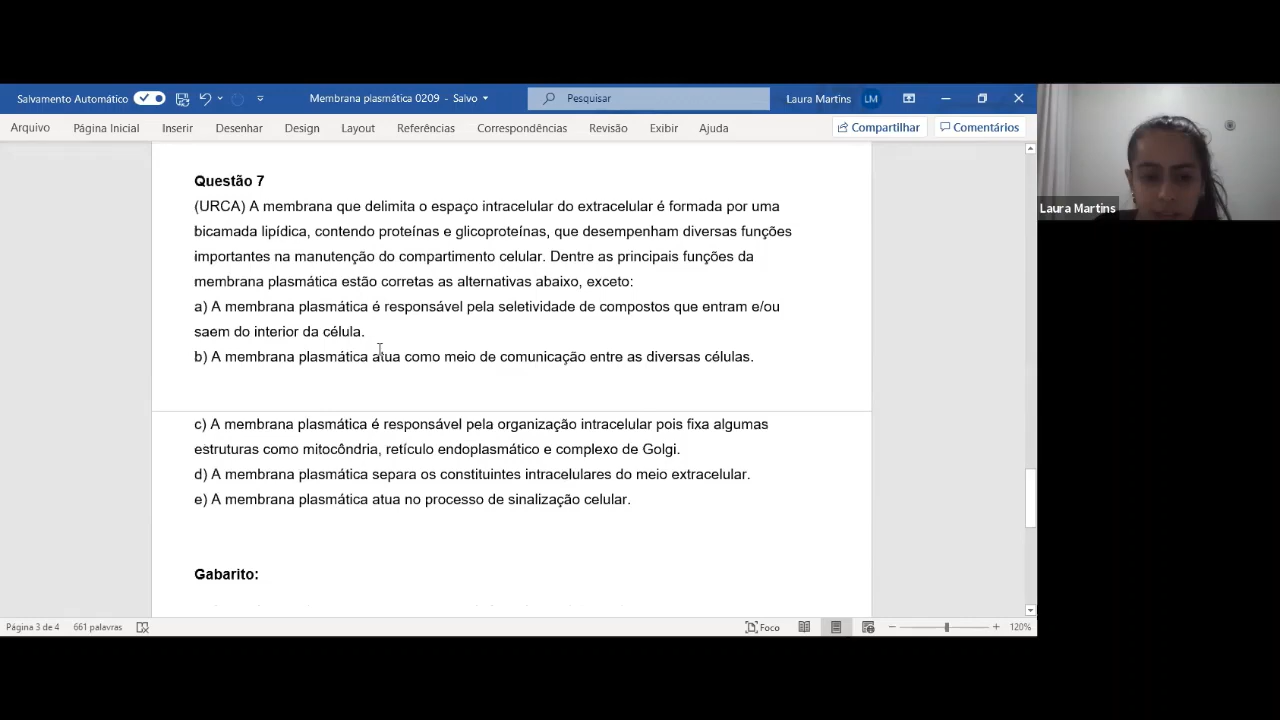 Salvamento Automático
Membrana plasmática 0209 - Salvo
Pesquisar
Laura Martins
LM
Arquivo
Página Inicial
Inserir
Desenhar
Design
Layout
Referências
Correspondências
Revisão
Exibir
Ajuda
Compartilhar
Comentários
Laura Martins
Questão 7
(URCA) A membrana que delimita o espaço intracelular do extracelular é formada por uma
bicamada lipídica, contendo proteínas e glicoproteínas, que desempenham diversas funções
importantes na manutenção do compartimento celular. Dentre as principais funções da
membrana plasmática estão corretas as alternativas abaixo, exceto:
a) A membrana plasmática é responsável pela seletividade de compostos que entram e/ou
saem do interior da célula.
b) A membrana plasmática atua como meio de comunicação entre as diversas células.
c) A membrana plasmática é responsável pela organização intracelular pois fixa algumas
estruturas como mitocôndria, retículo endoplasmático e complexo de Golgi.
d) A membrana plasmática separa os constituintes intracelulares do meio extracelular.
e) A membrana plasmática atua no processo de sinalização celular.
Gabarito:
Página 3 de 4
661 palavras
Foco
120%